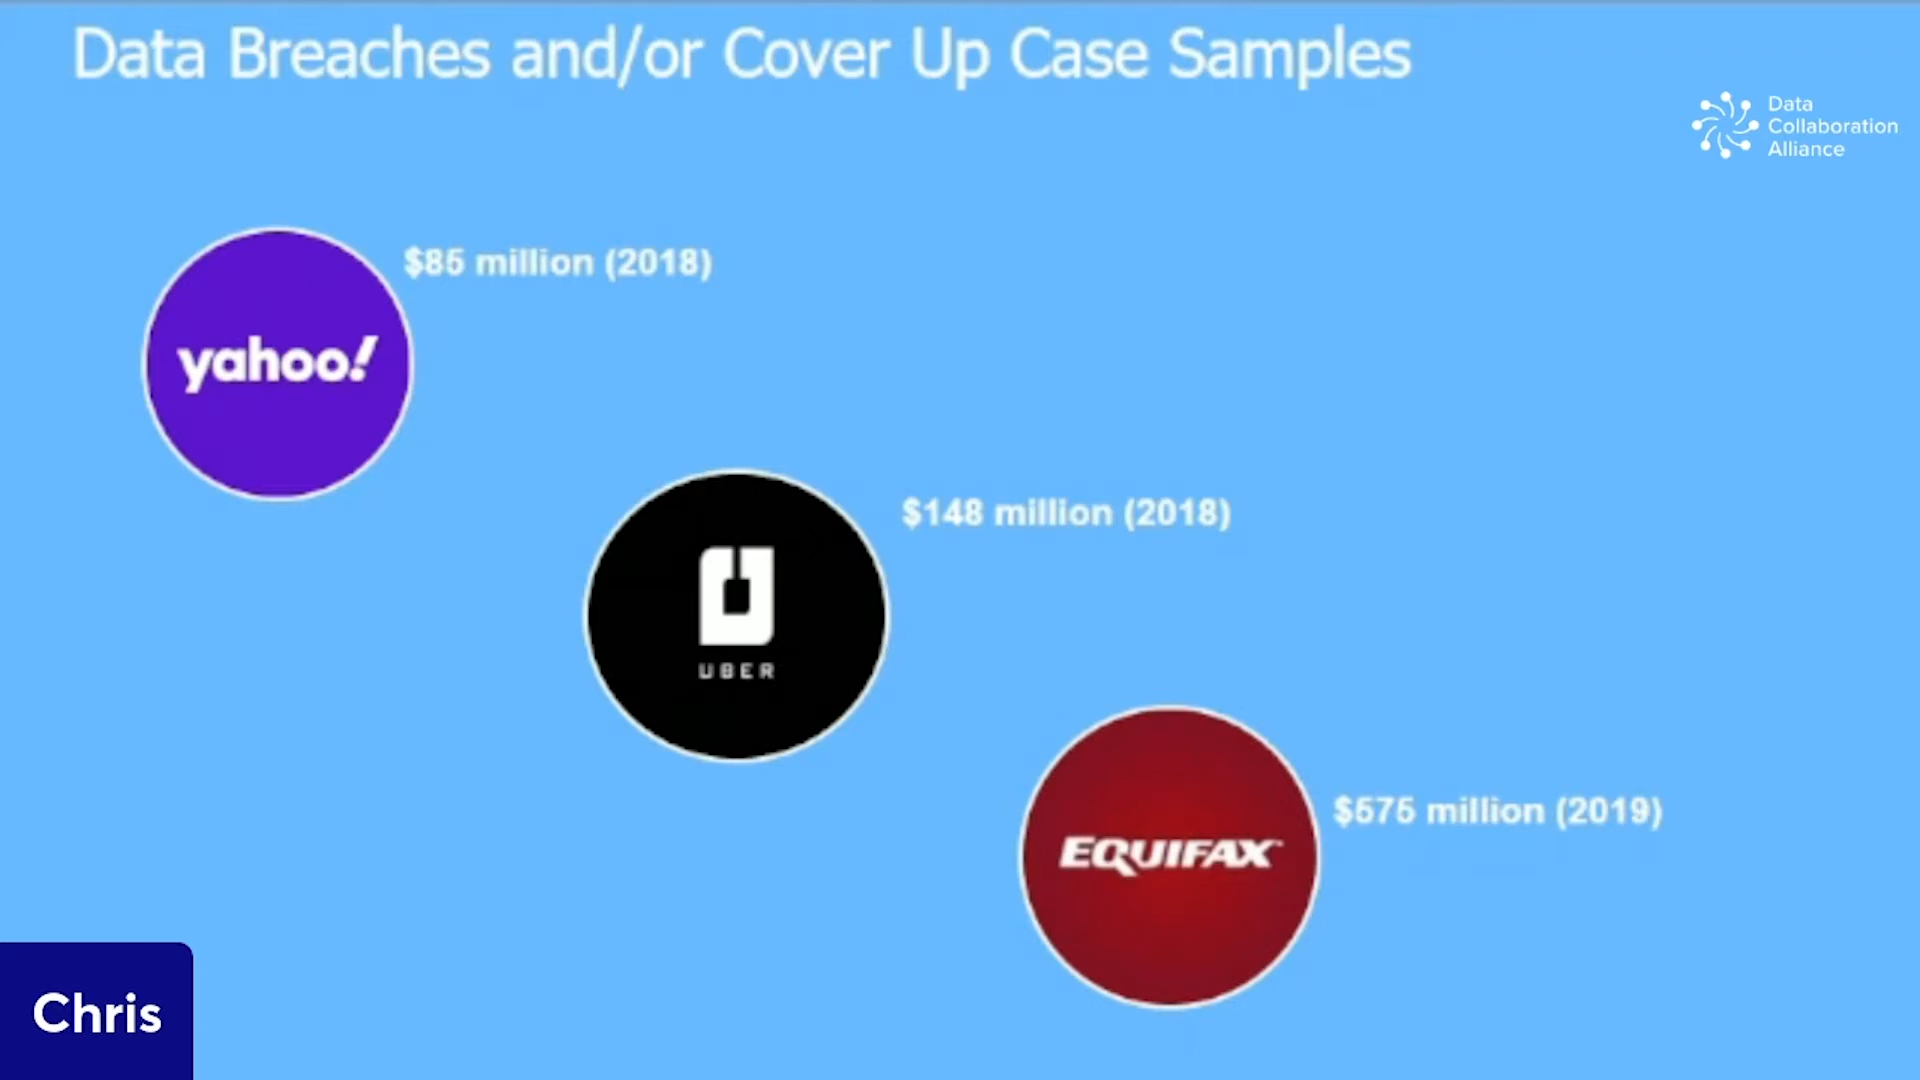 Data Breaches and/or Cover Up Case Samples
Data
Collaboration
Alliance
$85 million (2018)
yahoo!
$148 million (2018)
UBER
$575 million (2019)
EQUIFAX
Chris